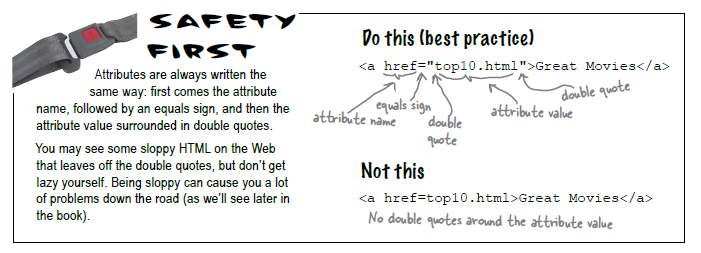 SAFETY
FIRST
Attributes are always written the
same way: first comes the attribute
name, followed by an equals sign, and then the
attribute value surrounded in double quotes.
You may see some sloppy HTML on the Web
that leaves off the double quotes, but don't get
lazy yourself. Being sloppy can cause you a lot
of problems down the road (as we'll see later in
the book).
Do this (best practice)
<a href="top10.html">Great Movies</a>
attribute name
equals sign
double
quote
attribute value
double quote
Not this
<a href=top10.html>Great Movies</a>
No double quotes around the attribute value